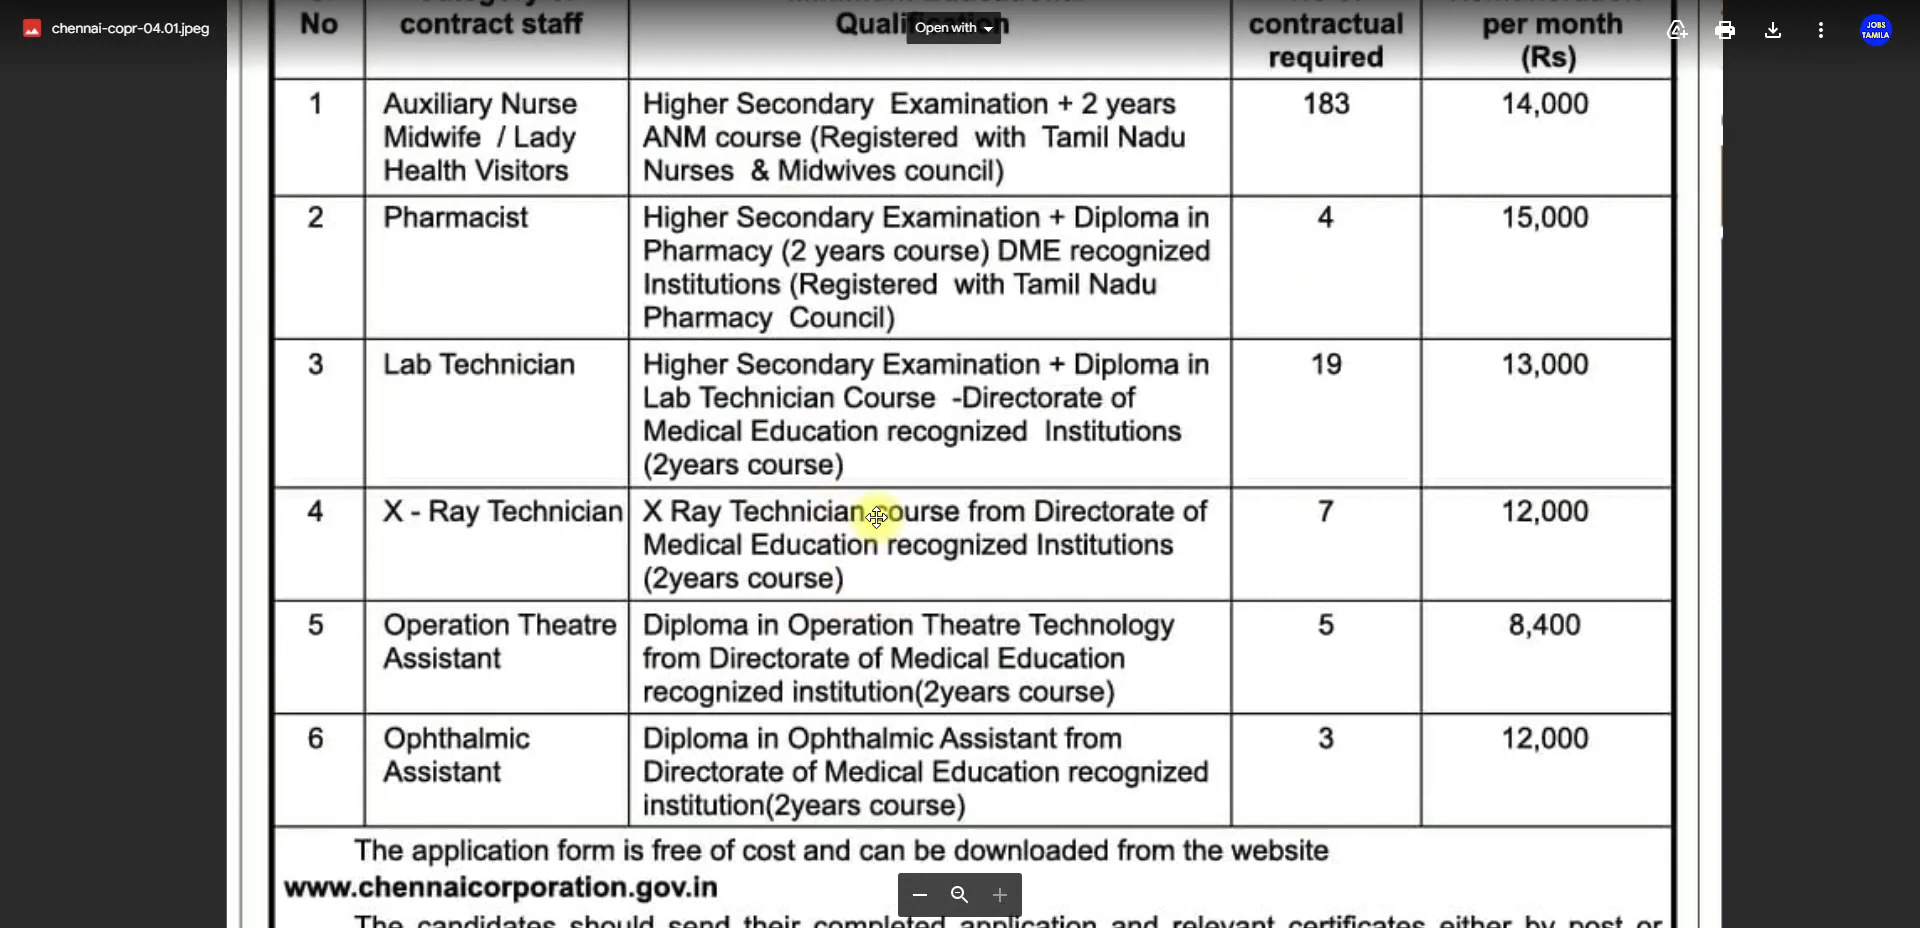 chennai-copr-04.01.jpeg
Open with
JOBS
TAMILA
No
contract staff
contractual
required
per month
(Rs)
1
Auxiliary Nurse
Midwife / Lady
Health Visitors
Higher Secondary Examination + 2 years
ANM course (Registered with Tamil Nadu
Nurses & Midwives council)
183
14,000
2
Pharmacist
Higher Secondary Examination + Diploma in
Pharmacy (2 years course) DME recognized
Institutions (Registered with Tamil Nadu
Pharmacy Council)
4
15,000
3
Lab Technician
Higher Secondary Examination + Diploma in
Lab Technician Course -Directorate of
Medical Education recognized Institutions
(2years course)
19
13,000
4
X - Ray Technician
X Ray Technician course from Directorate of
Medical Education recognized Institutions
(2years course)
7
12,000
5
Operation Theatre
Assistant
Diploma in Operation Theatre Technology
from Directorate of Medical Education
recognized institution(2years course)
5
8,400
6
Ophthalmic
Assistant
Diploma in Ophthalmic Assistant from
Directorate of Medical Education recognized
institution(2years course)
3
12,000
The application form is free of cost and can be downloaded from the website
www.chennaicorporation.gov.in
The candidates should send their completed application and relevant certificates either by post or